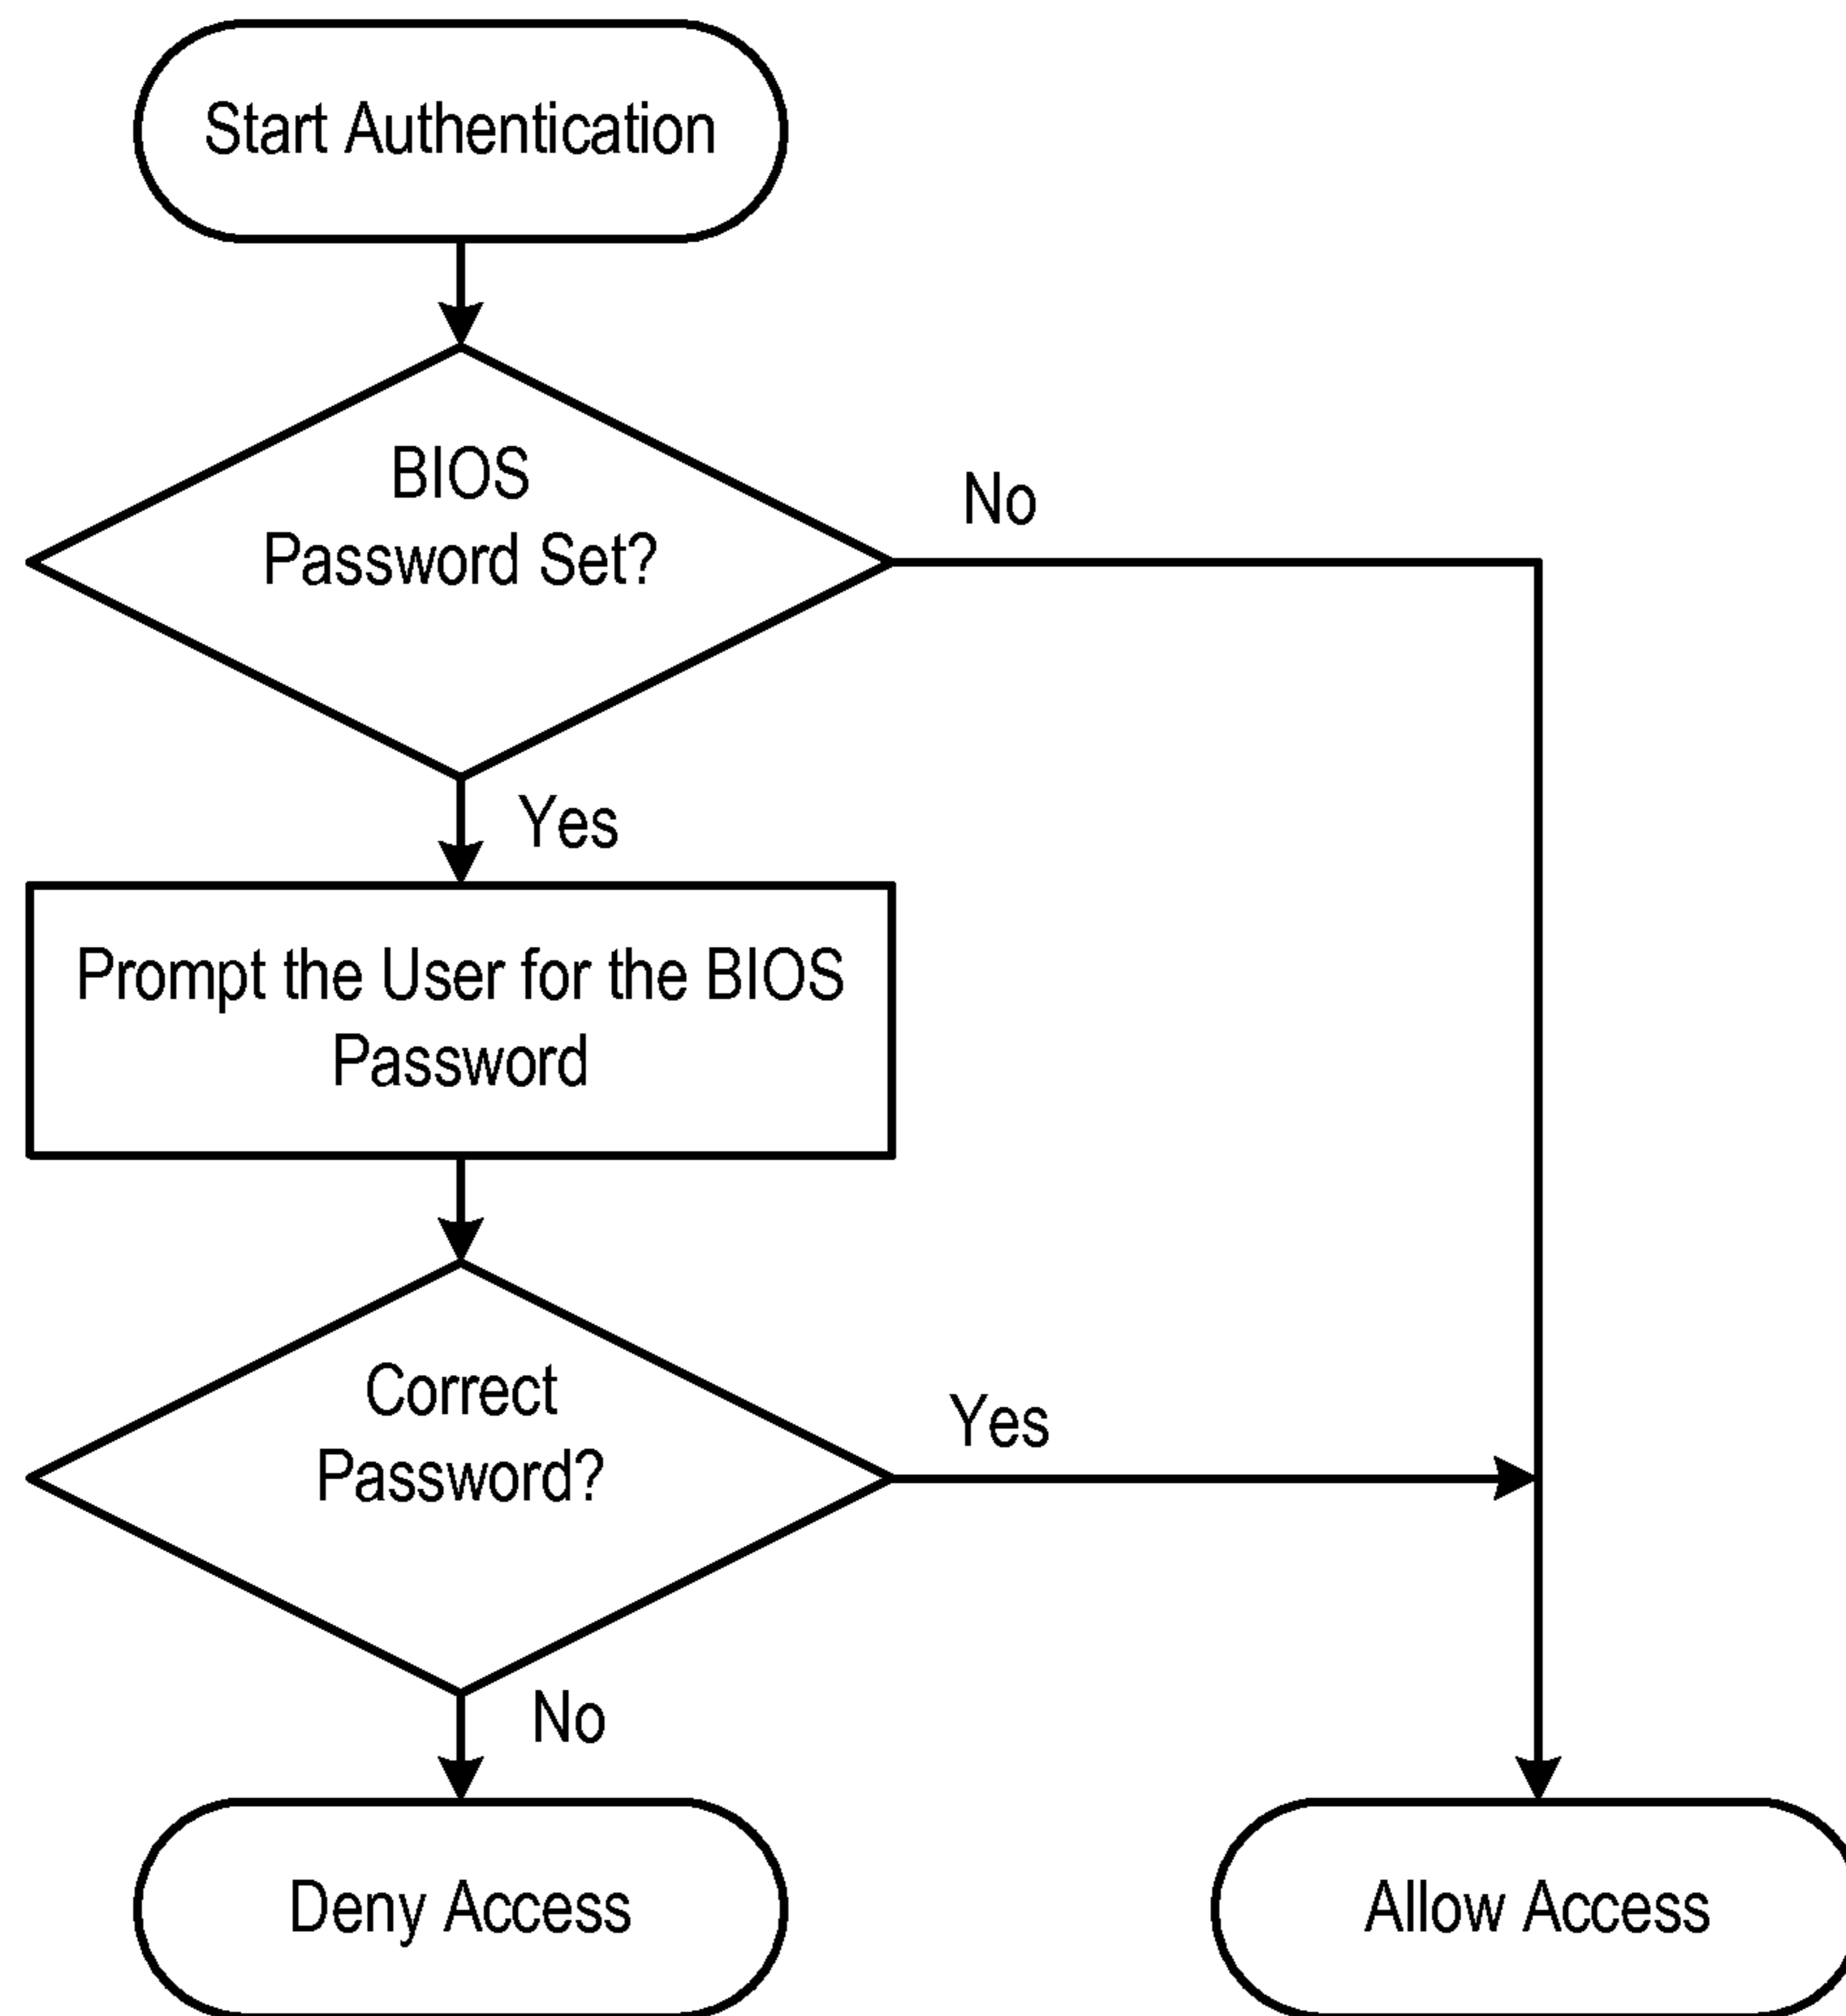 Start Authentication
BIOS
Password Set?
No
Yes
Prompt the User for the BIOS
Password
Correct
Password?
Yes
No
Deny Access
Allow Access